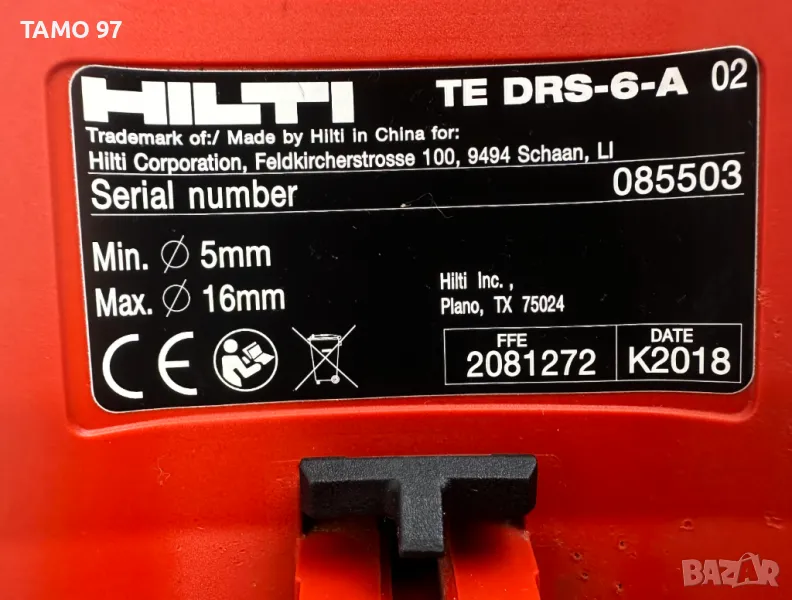 TAMO 97
HILTI TE DRS-6-A 02
Trademark of:/ Made by Hilti in China for:
Hilti Corporation, Feldkircherstrosse 100, 9494 Schaan, LI
Serial number 085503
Min. Ø 5mm
Max. Ø 16mm
Hilti Inc. ,
Plano, TX 75024
CE
FFE
2081272
DATE
K2018
BAZAR